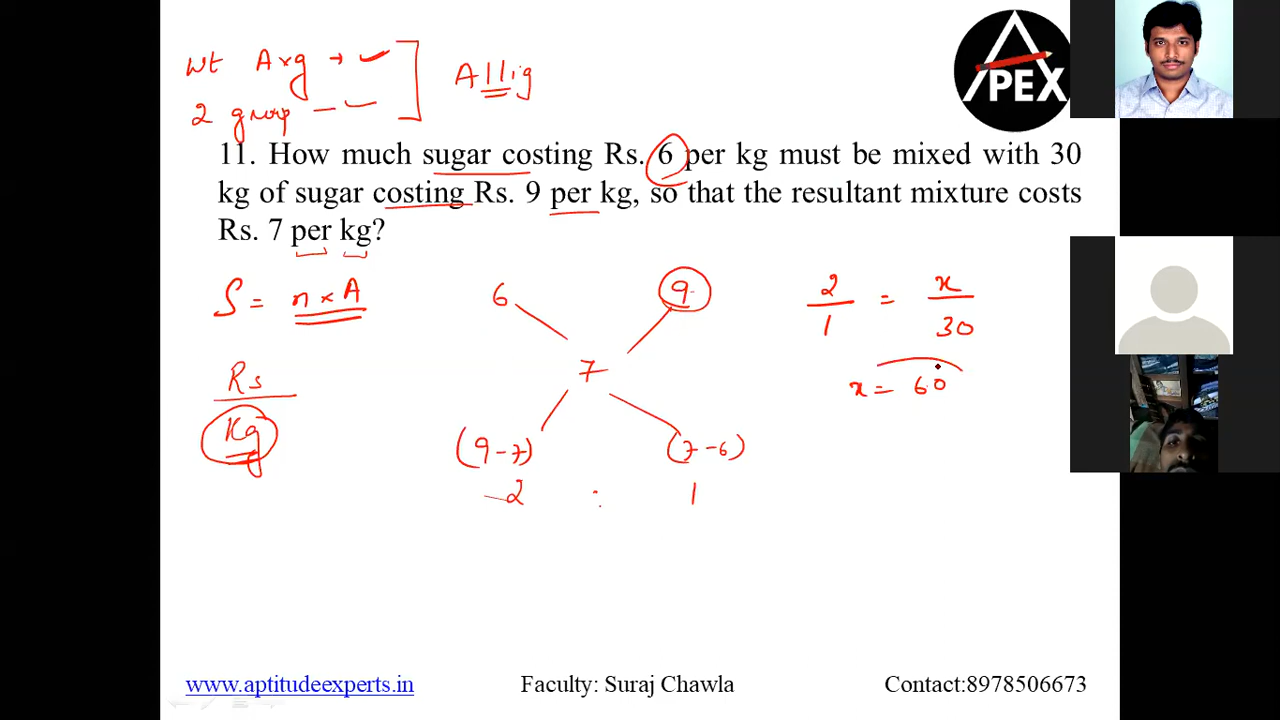 wt Avg → ✓
2 group - ✓
Allig
APEX
11. How much sugar costing Rs. 6 per kg must be mixed with 30
kg of sugar costing Rs. 9 per kg, so that the resultant mixture costs
Rs. 7 per kg?
S = n × A
Rs
Kg
6 9
7
(9-7) (7-6)
2 : 1
2/1 = x/30
x = 60
www.aptitudeexperts.in Faculty: Suraj Chawla Contact:8978506673